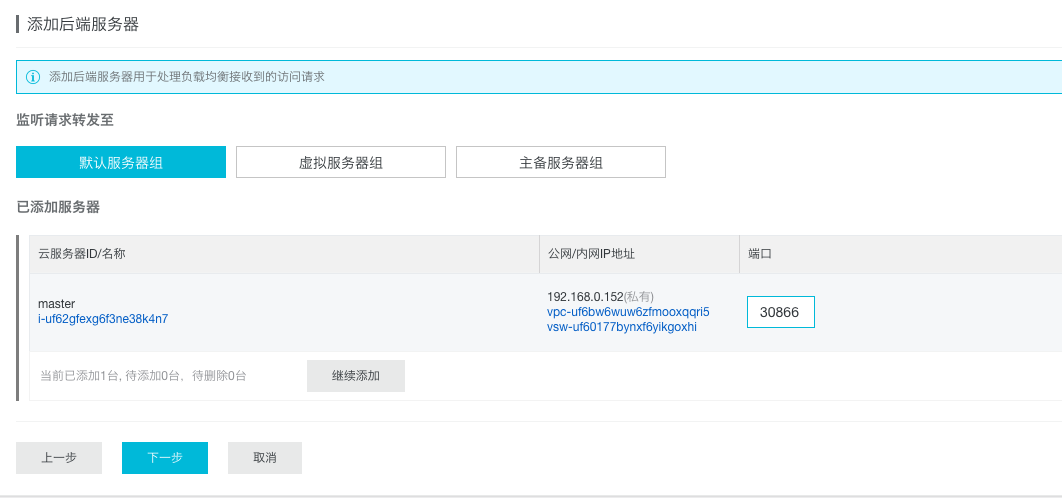 添加后端服务器
添加后端服务器用于处理负载均衡接收到的访问请求
监听请求转发至
默认服务器组 虚拟服务器组 主备服务器组
已添加服务器
云服务器ID/名称 公网/内网IP地址 端口
master
i-uf62gfexg6f3ne38k4n7
192.168.0.152(私有)
vpc-uf6bw6wuw6zfmooxqqri5
vsw-uf60177bynxf6yikgoxhi
30866
当前已添加1台, 待添加0台，待删除0台 继续添加
上一步 下一步 取消